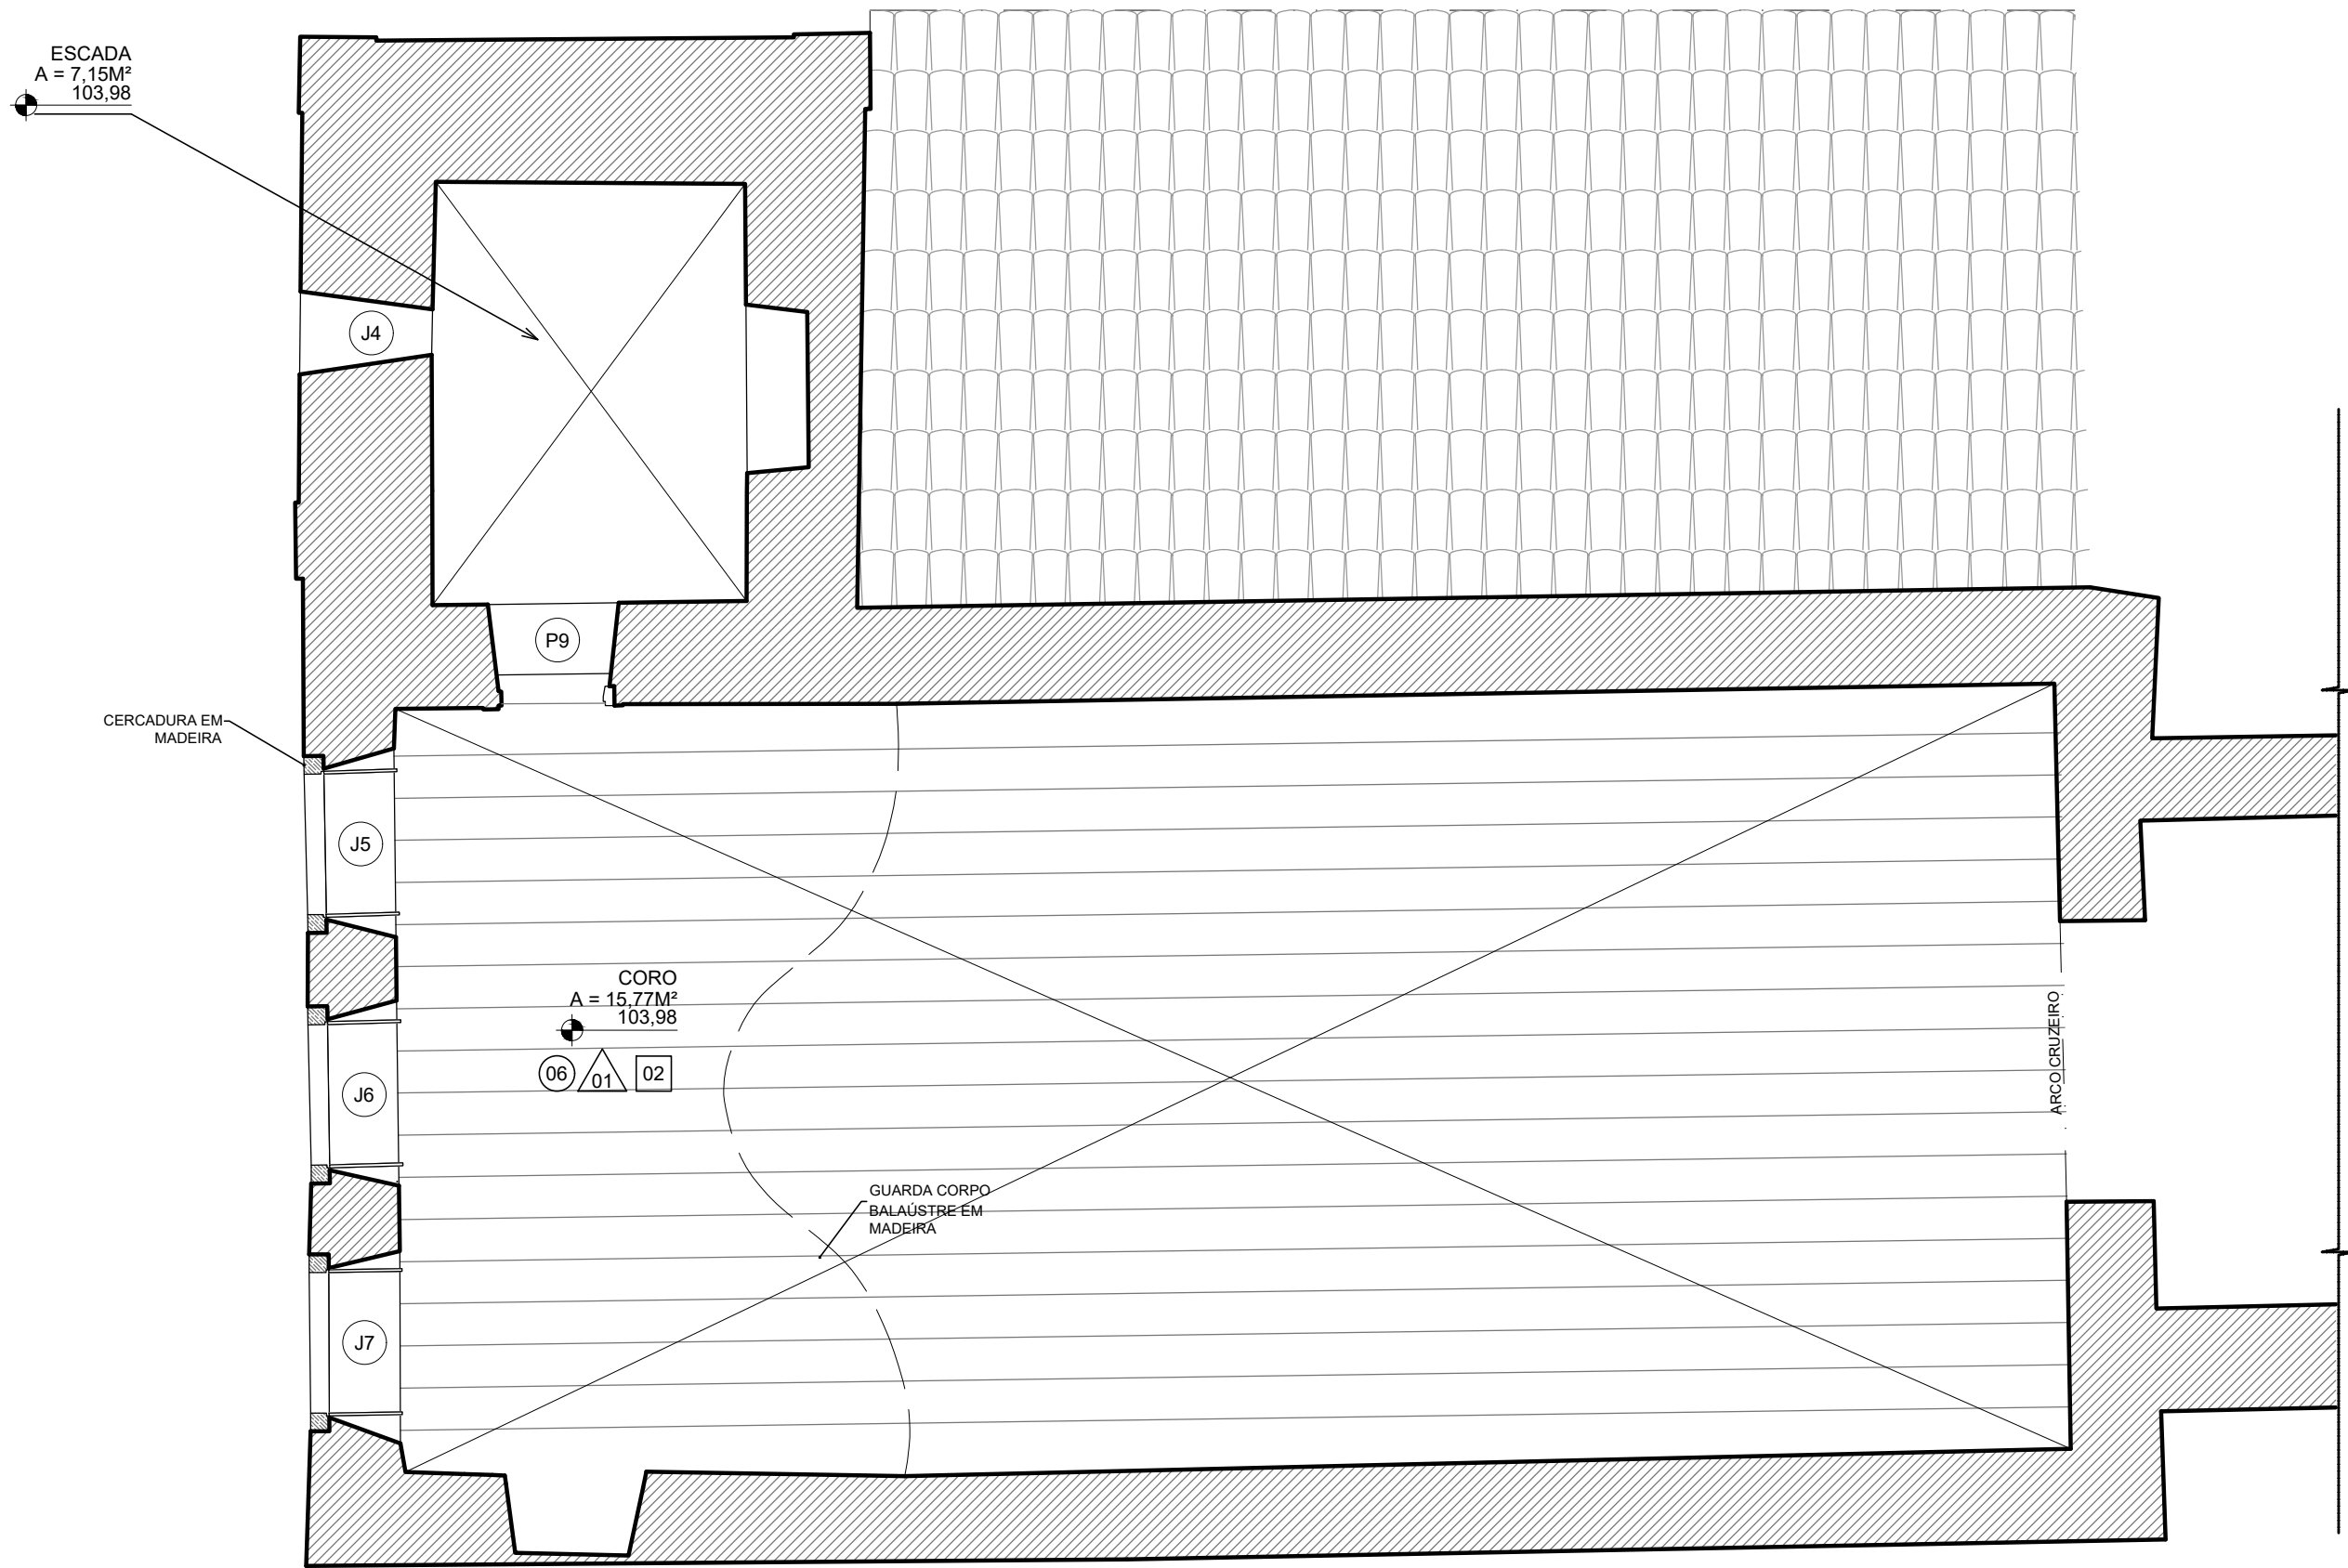 ESCADA
A = 7,15M²
103,98
J4
P9
CERCADURA EM
MADEIRA
J5
CORO
A = 15,77M²
103,98
06
01
02
J6
ARCO CRUZEIRO
GUARDA CORPO
BALAÚSTRE EM
MADEIRA
J7